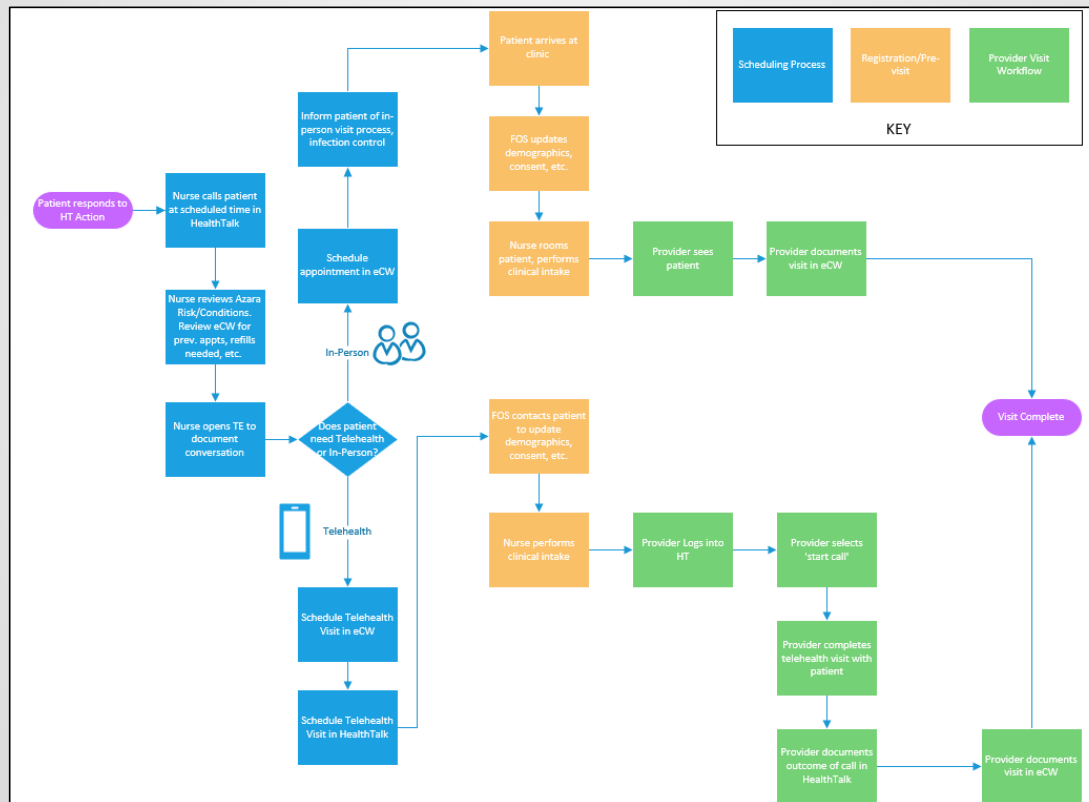 Patient responds to
HT Action
Nurse calls patient
at scheduled time in
HealthTalk
Nurse reviews Azara
Risk/Conditions.
Review eCW for
prev. appts, refills
needed, etc.
Nurse opens TE to
document
conversation
Does patient
need Telehealth
or In-Person?
In-Person
Schedule
appointment in eCW
Inform patient of in-
person visit process,
infection control
Patient arrives at
clinic
FOS updates
demographics,
consent, etc.
Nurse rooms
patient, performs
clinical intake
Provider sees
patient
Provider documents
visit in eCW
Telehealth
Schedule Telehealth
Visit in eCW
Schedule Telehealth
Visit in HealthTalk
FOS contacts patient
to update
demographics,
consent, etc.
Nurse performs
clinical intake
Provider Logs into
HT
Provider selects
'start call'
Provider completes
telehealth visit with
patient
Provider documents
outcome of call in
HealthTalk
Provider documents
visit in eCW
Visit Complete
Scheduling Process
Registration/Pre-
visit
Provider Visit
Workflow
KEY